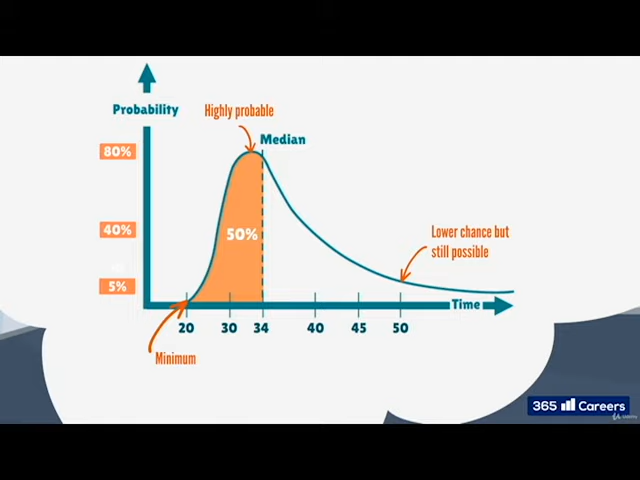 Probability
Highly probable
Median
80%
40%
50%
Lower chance but
still possible
5%
Time
20
30
34
40
45
50
Minimum
365 Careers